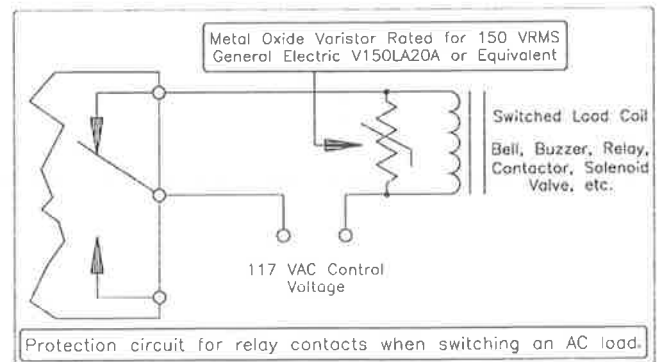 Metal Oxide Varistor Rated for 150 VRMS
General Electric V150LA20A or Equivalent
Switched Load Coil
Bell, Buzzer, Relay,
Contactor, Solenoid
Valve, etc.
117 VAC Control
Voltage
Protection circuit for relay contacts when switching an AC load.